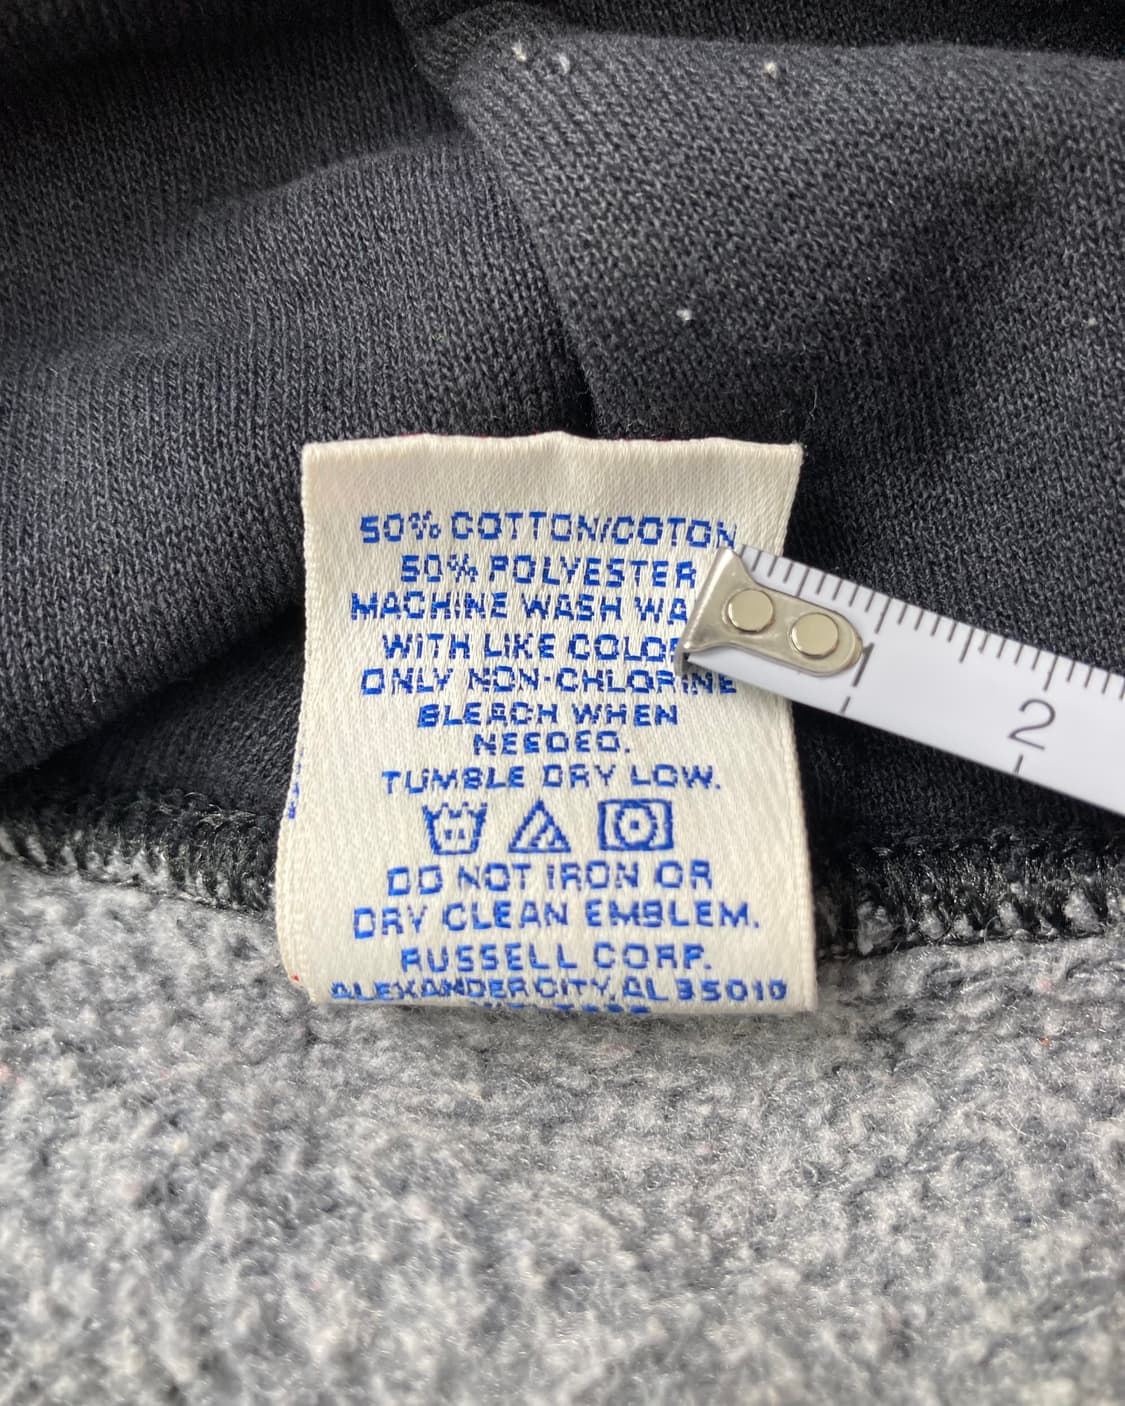 50% COTTON/COTON
50% POLYESTER
MACHINE WASH
WITH LIKE
ONLY NON-CHLORINE
BLEACH WHEN
NEEDED.
TUMBLE DRY LOW.
DO NOT IRON OR
DRY CLEAN EMBLEM.
RUSSELL CORP.
ALEXANDER CITY, AL 35010
2